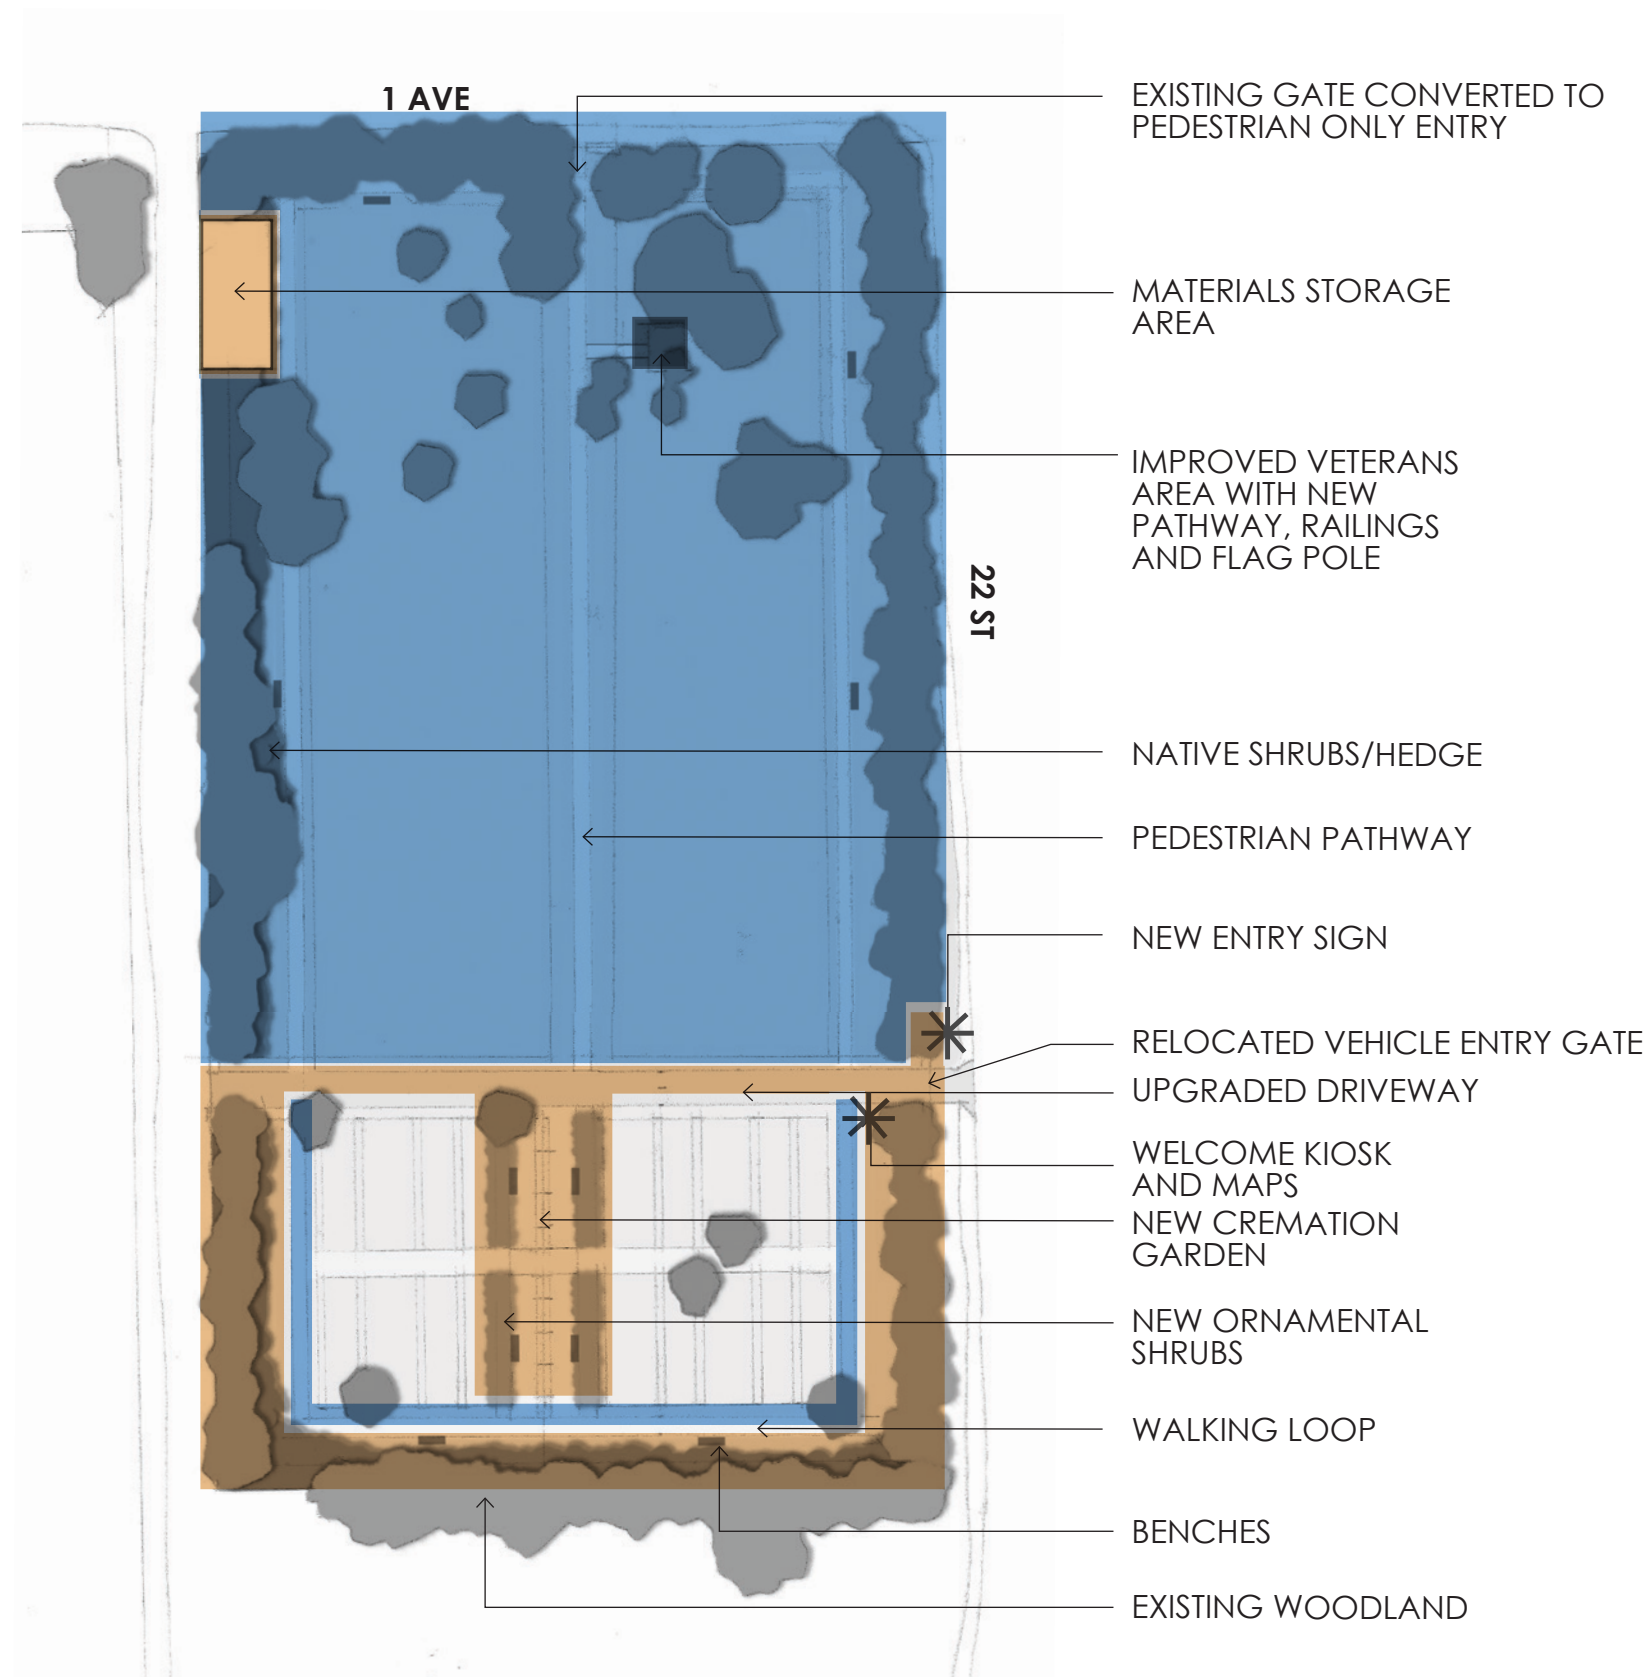 1 AVE
EXISTING GATE CONVERTED TO
PEDESTRIAN ONLY ENTRY
MATERIALS STORAGE
AREA
IMPROVED VETERANS
AREA WITH NEW
PATHWAY, RAILINGS
AND FLAG POLE
22 ST
NATIVE SHRUBS/HEDGE
PEDESTRIAN PATHWAY
NEW ENTRY SIGN
RELOCATED VEHICLE ENTRY GATE
UPGRADED DRIVEWAY
WELCOME KIOSK
AND MAPS
NEW CREMATION
GARDEN
NEW ORNAMENTAL
SHRUBS
WALKING LOOP
BENCHES
EXISTING WOODLAND